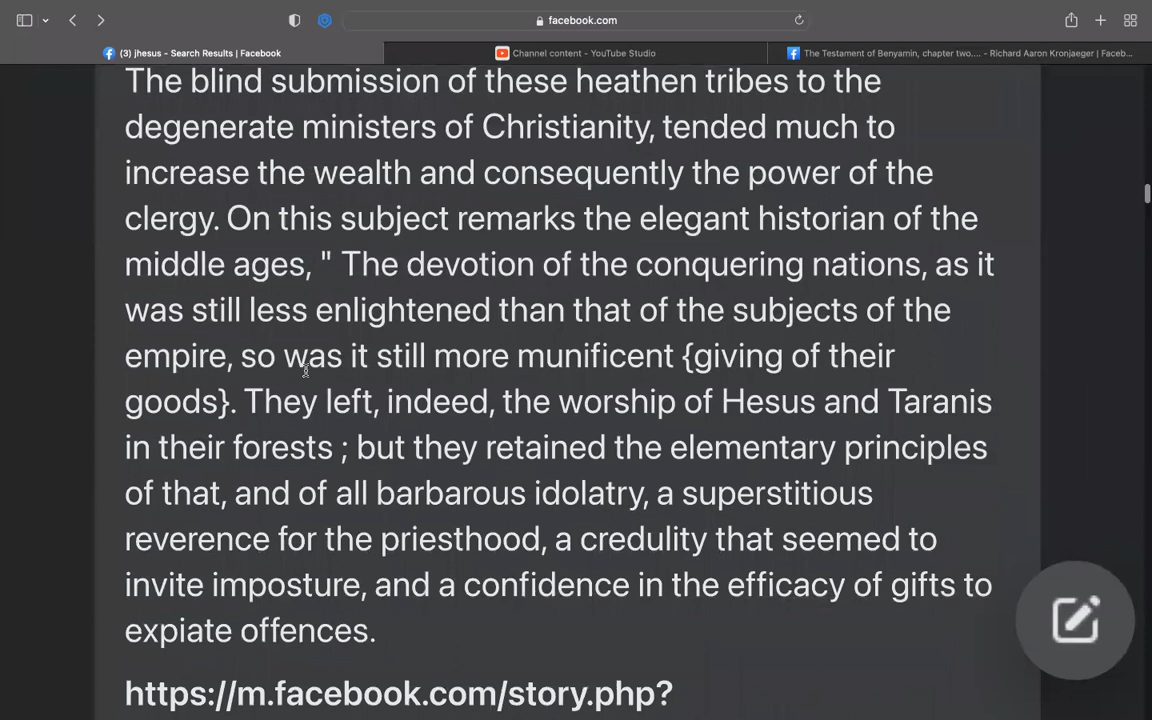 facebook.com
(3) jhesus - Search Results | Facebook
Channel content - YouTube Studio
The Testament of Benyamin, chapter two.... - Richard Aaron Kronjaeger | Faceb...
The blind submission of these heathen tribes to the
degenerate ministers of Christianity, tended much to
increase the wealth and consequently the power of the
clergy. On this subject remarks the elegant historian of the
middle ages, " The devotion of the conquering nations, as it
was still less enlightened than that of the subjects of the
empire, so was it still more munificent {giving of their
goods}. They left, indeed, the worship of Hesus and Taranis
in their forests ; but they retained the elementary principles
of that, and of all barbarous idolatry, a superstitious
reverence for the priesthood, a credulity that seemed to
invite imposture, and a confidence in the efficacy of gifts to
expiate offences.
https://m.facebook.com/story.php?